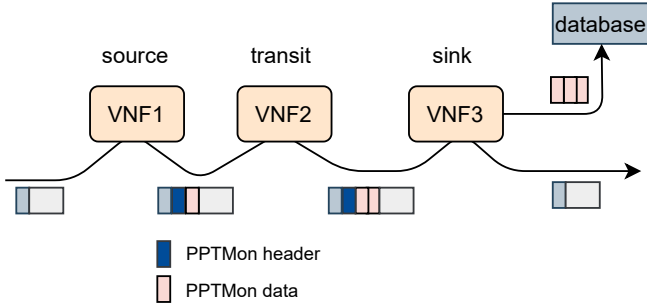 database
source
transit
sink
VNF1
VNF2
VNF3
PPTMon header
PPTMon data